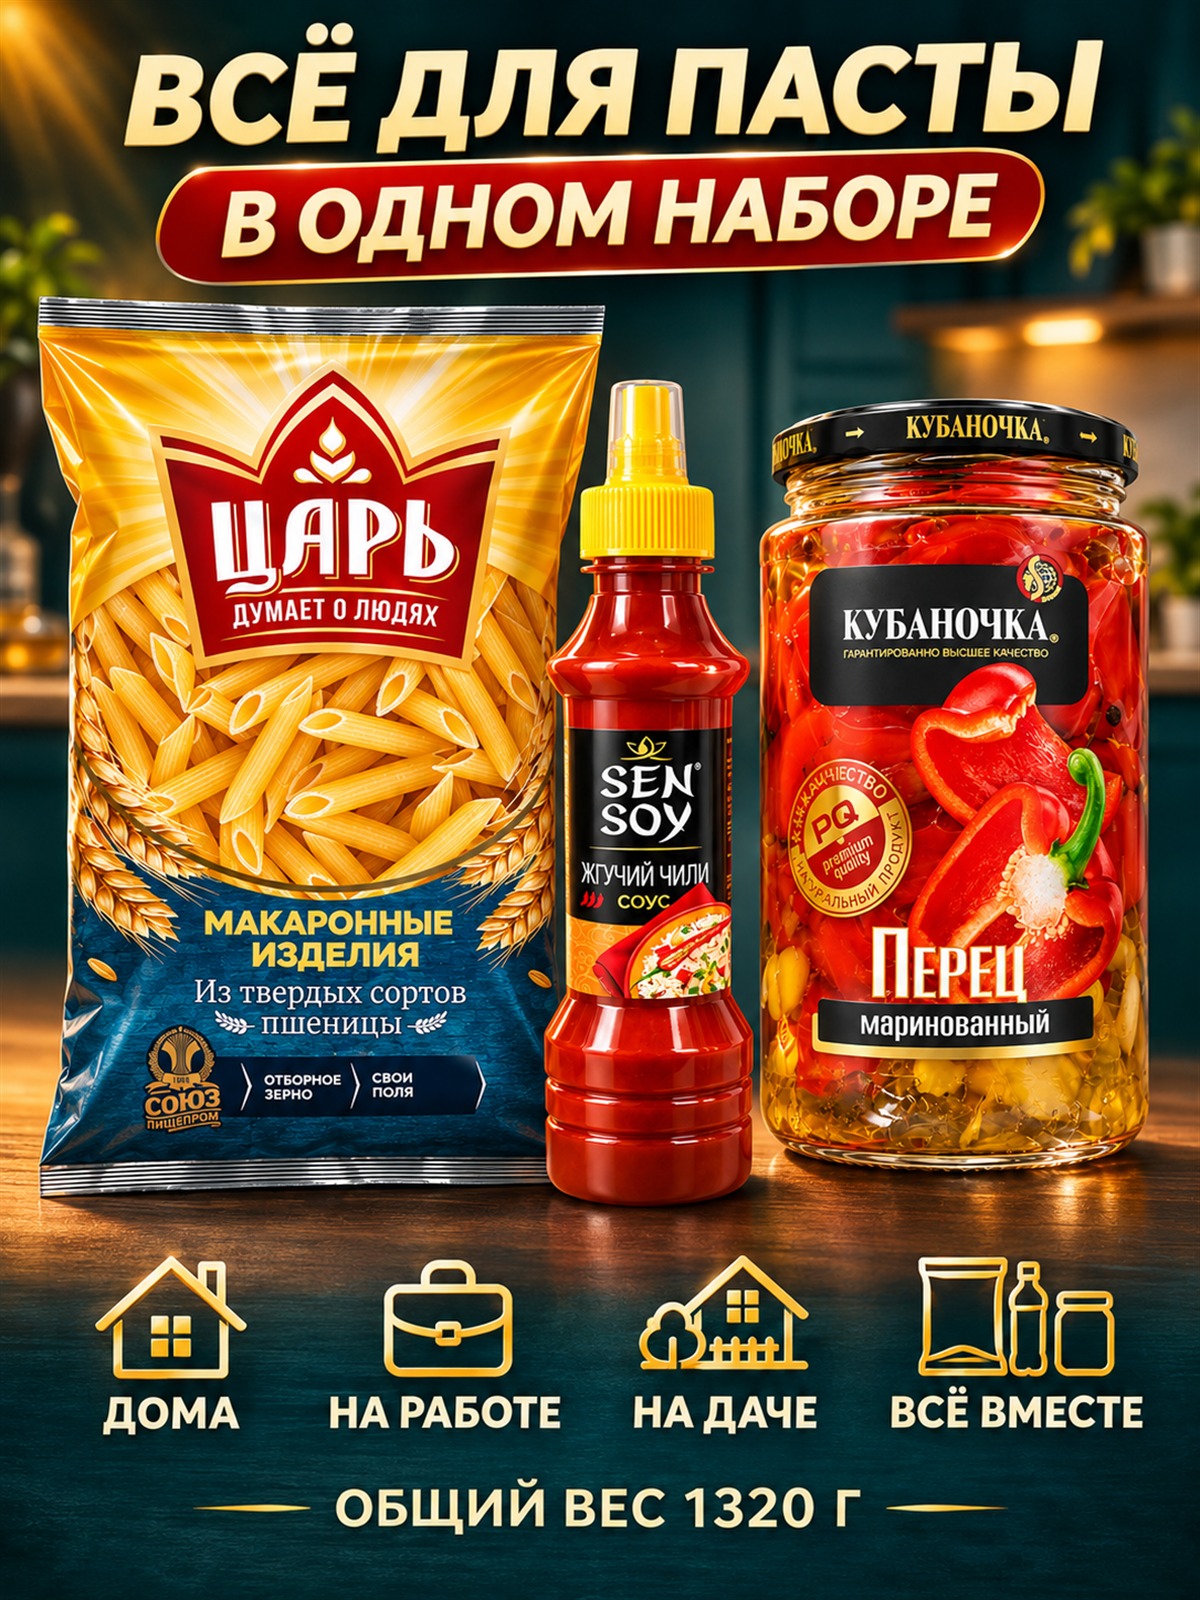 ВСЁ ДЛЯ ПАСТЫ
В ОДНОМ НАБОРЕ
ЦАРЬ
ДУМАЕТ О ЛЮДЯХ
МАКАРОННЫЕ
ИЗДЕЛИЯ
Из твердых сортов
пшеницы
СОЮЗ
ПИЩЕПРОМ
ОТБОРНОЕ
ЗЕРНО
СВОИ
ПОЛЯ
SEN
SOY
ЖГУЧИЙ ЧИЛИ
СОУС
КУБАНОЧКА
КУБАНОЧКА
ГАРАНТИРОВАННО ВЫСШЕЕ КАЧЕСТВО
PQ
premium
quality
НАТУРАЛЬНЫЙ ПРОДУКТ
ПЕРЕЦ
маринованный
ДОМА
НА РАБОТЕ
НА ДАЧЕ
ВСЁ ВМЕСТЕ
ОБЩИЙ ВЕС 1320 Г